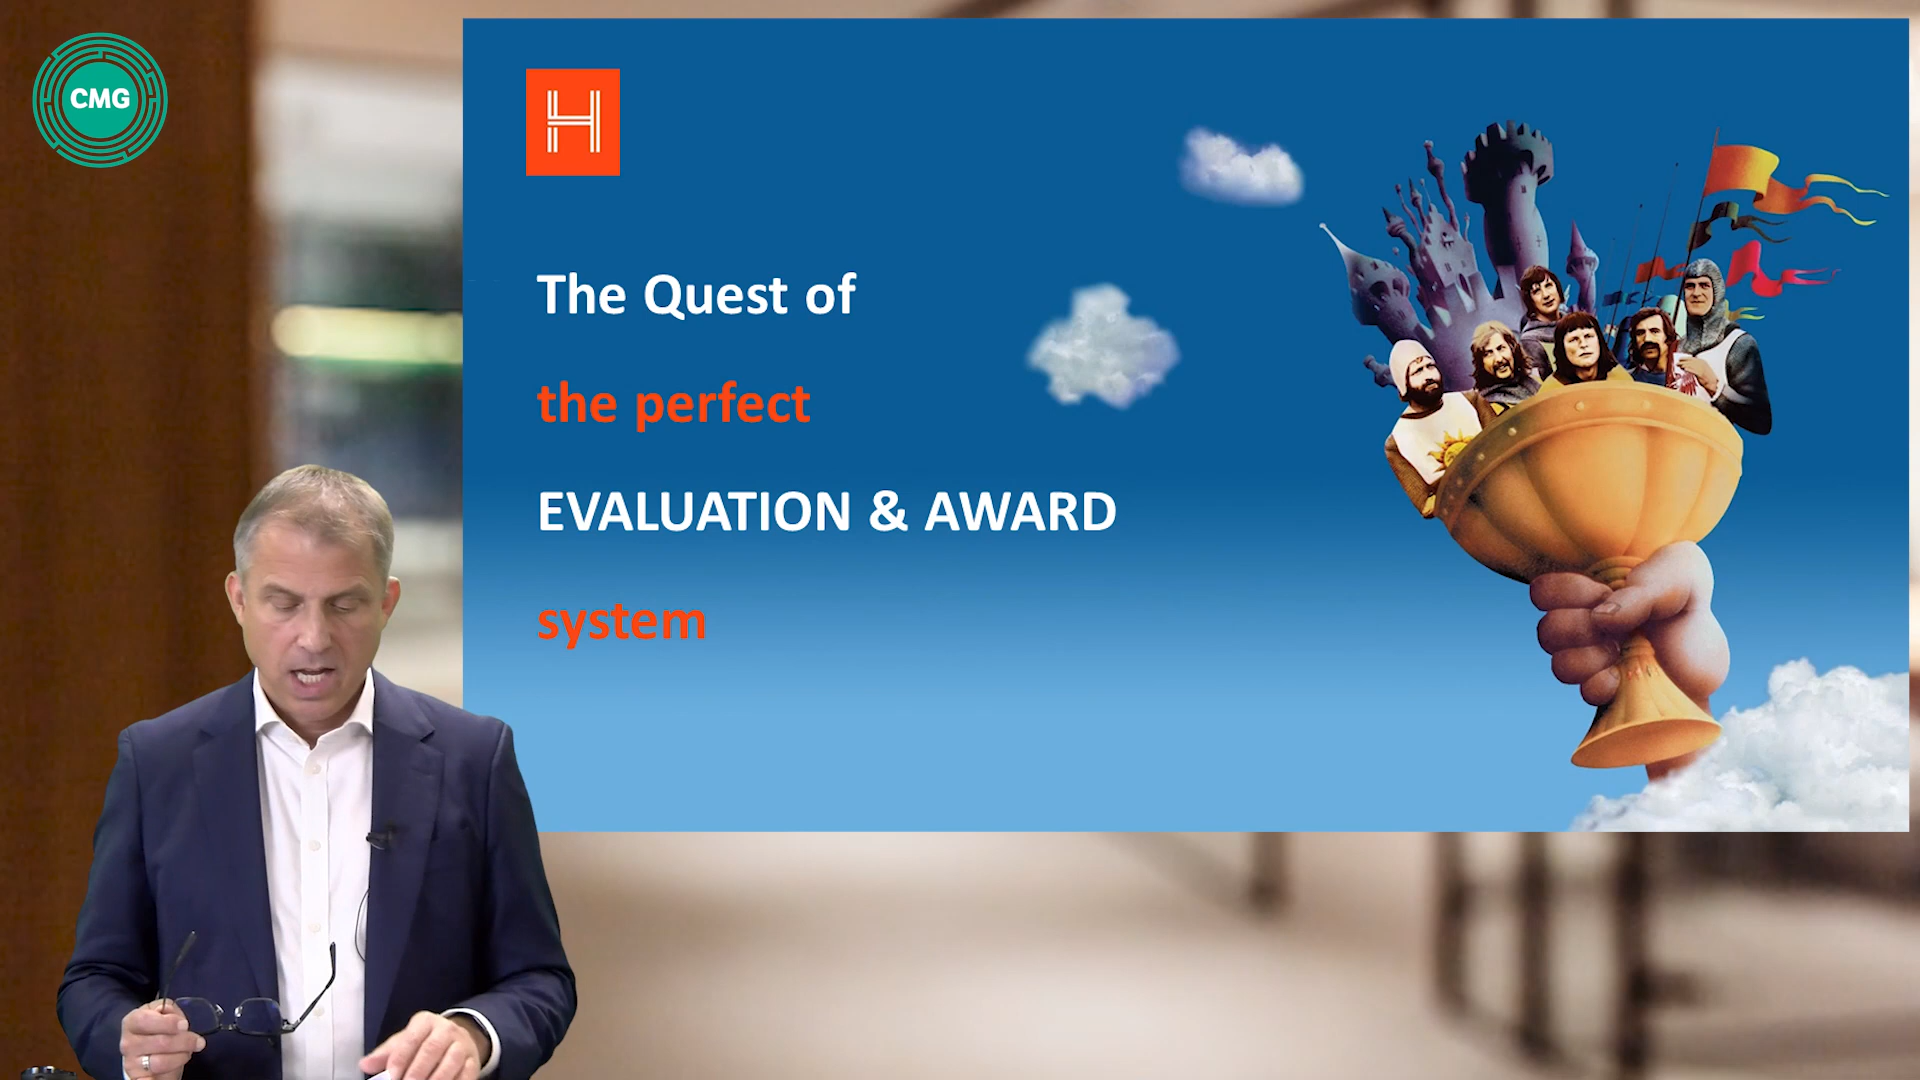 CMG
H
The Quest of
the perfect
EVALUATION & AWARD
system